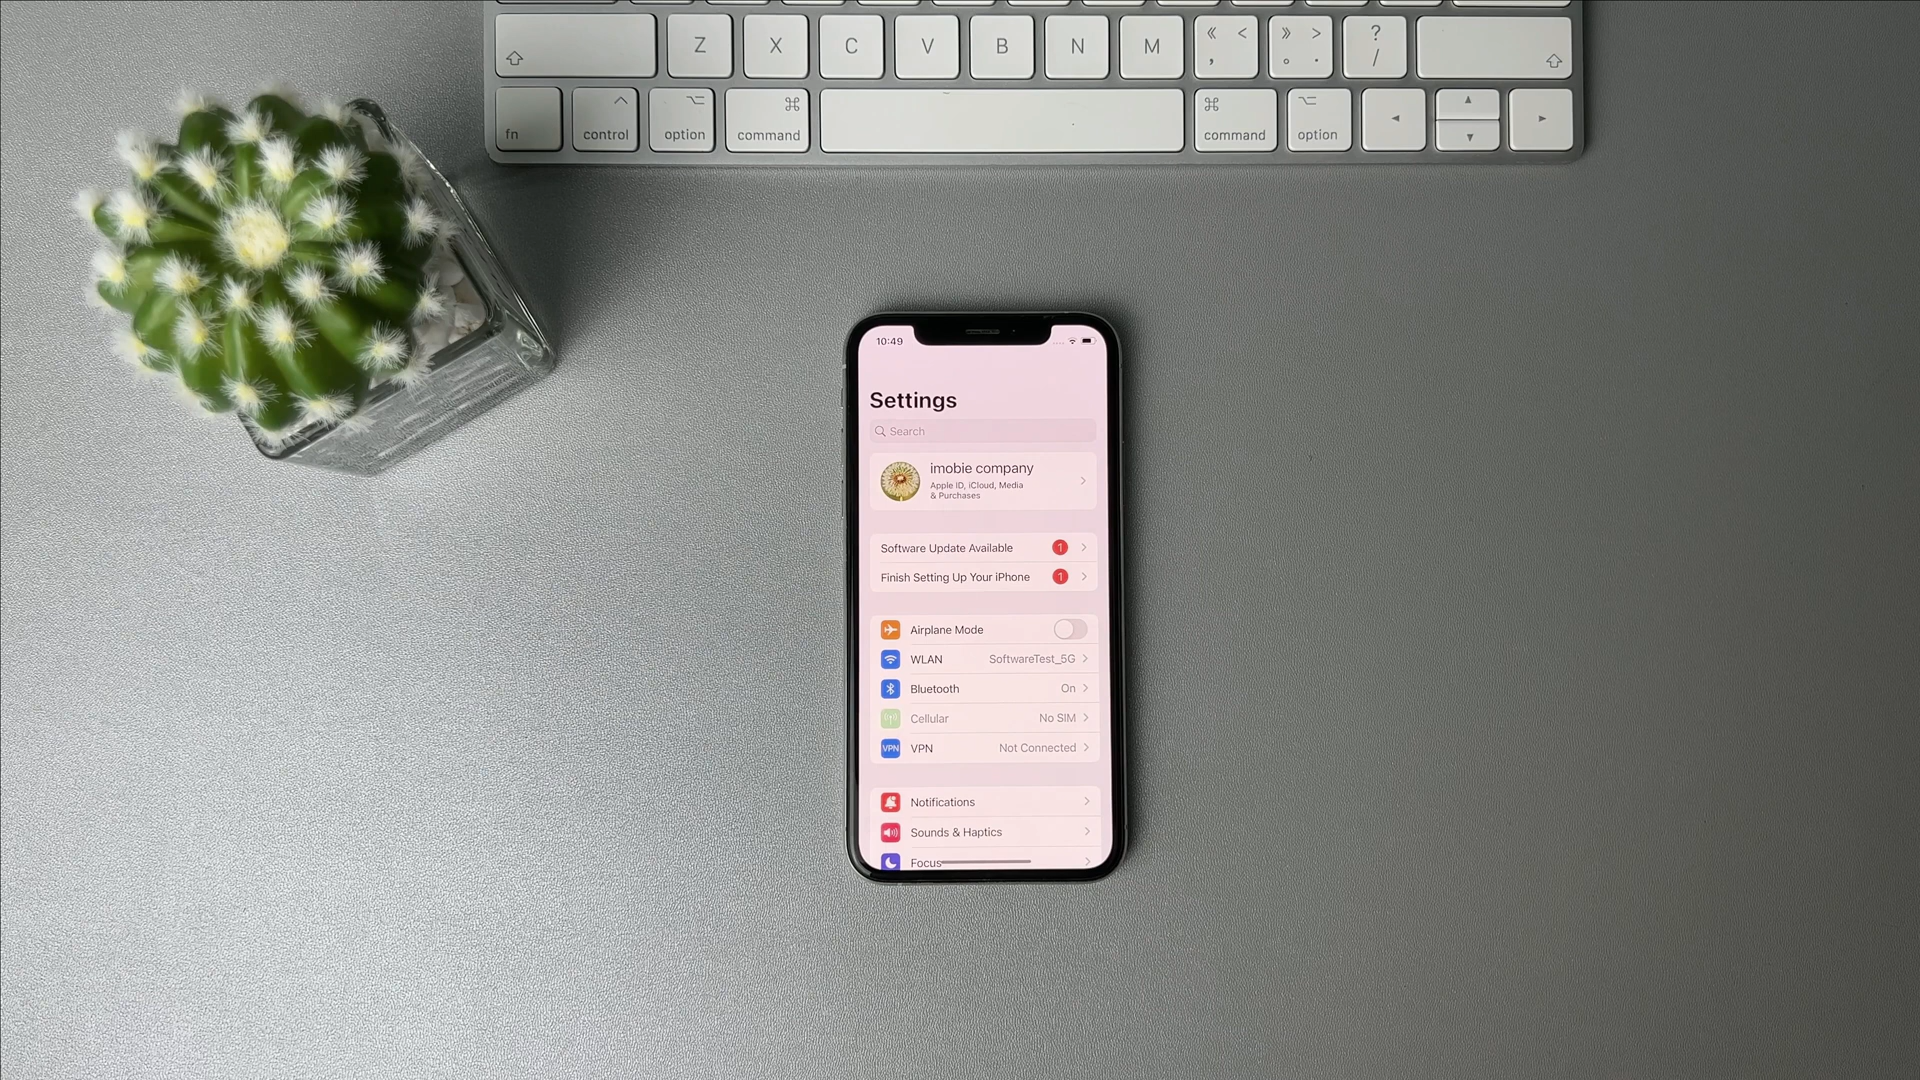 Z X C V B N M « < , » > 。 . ? /
fn control option ⌘ command ⌘ command option
10:49
Settings
Search
imobie company
Apple ID, iCloud, Media
& Purchases
Software Update Available 1
Finish Setting Up Your iPhone 1
Airplane Mode
WLAN SoftwareTest_5G
Bluetooth On
Cellular No SIM
VPN VPN Not Connected
Notifications
Sounds & Haptics
Focus